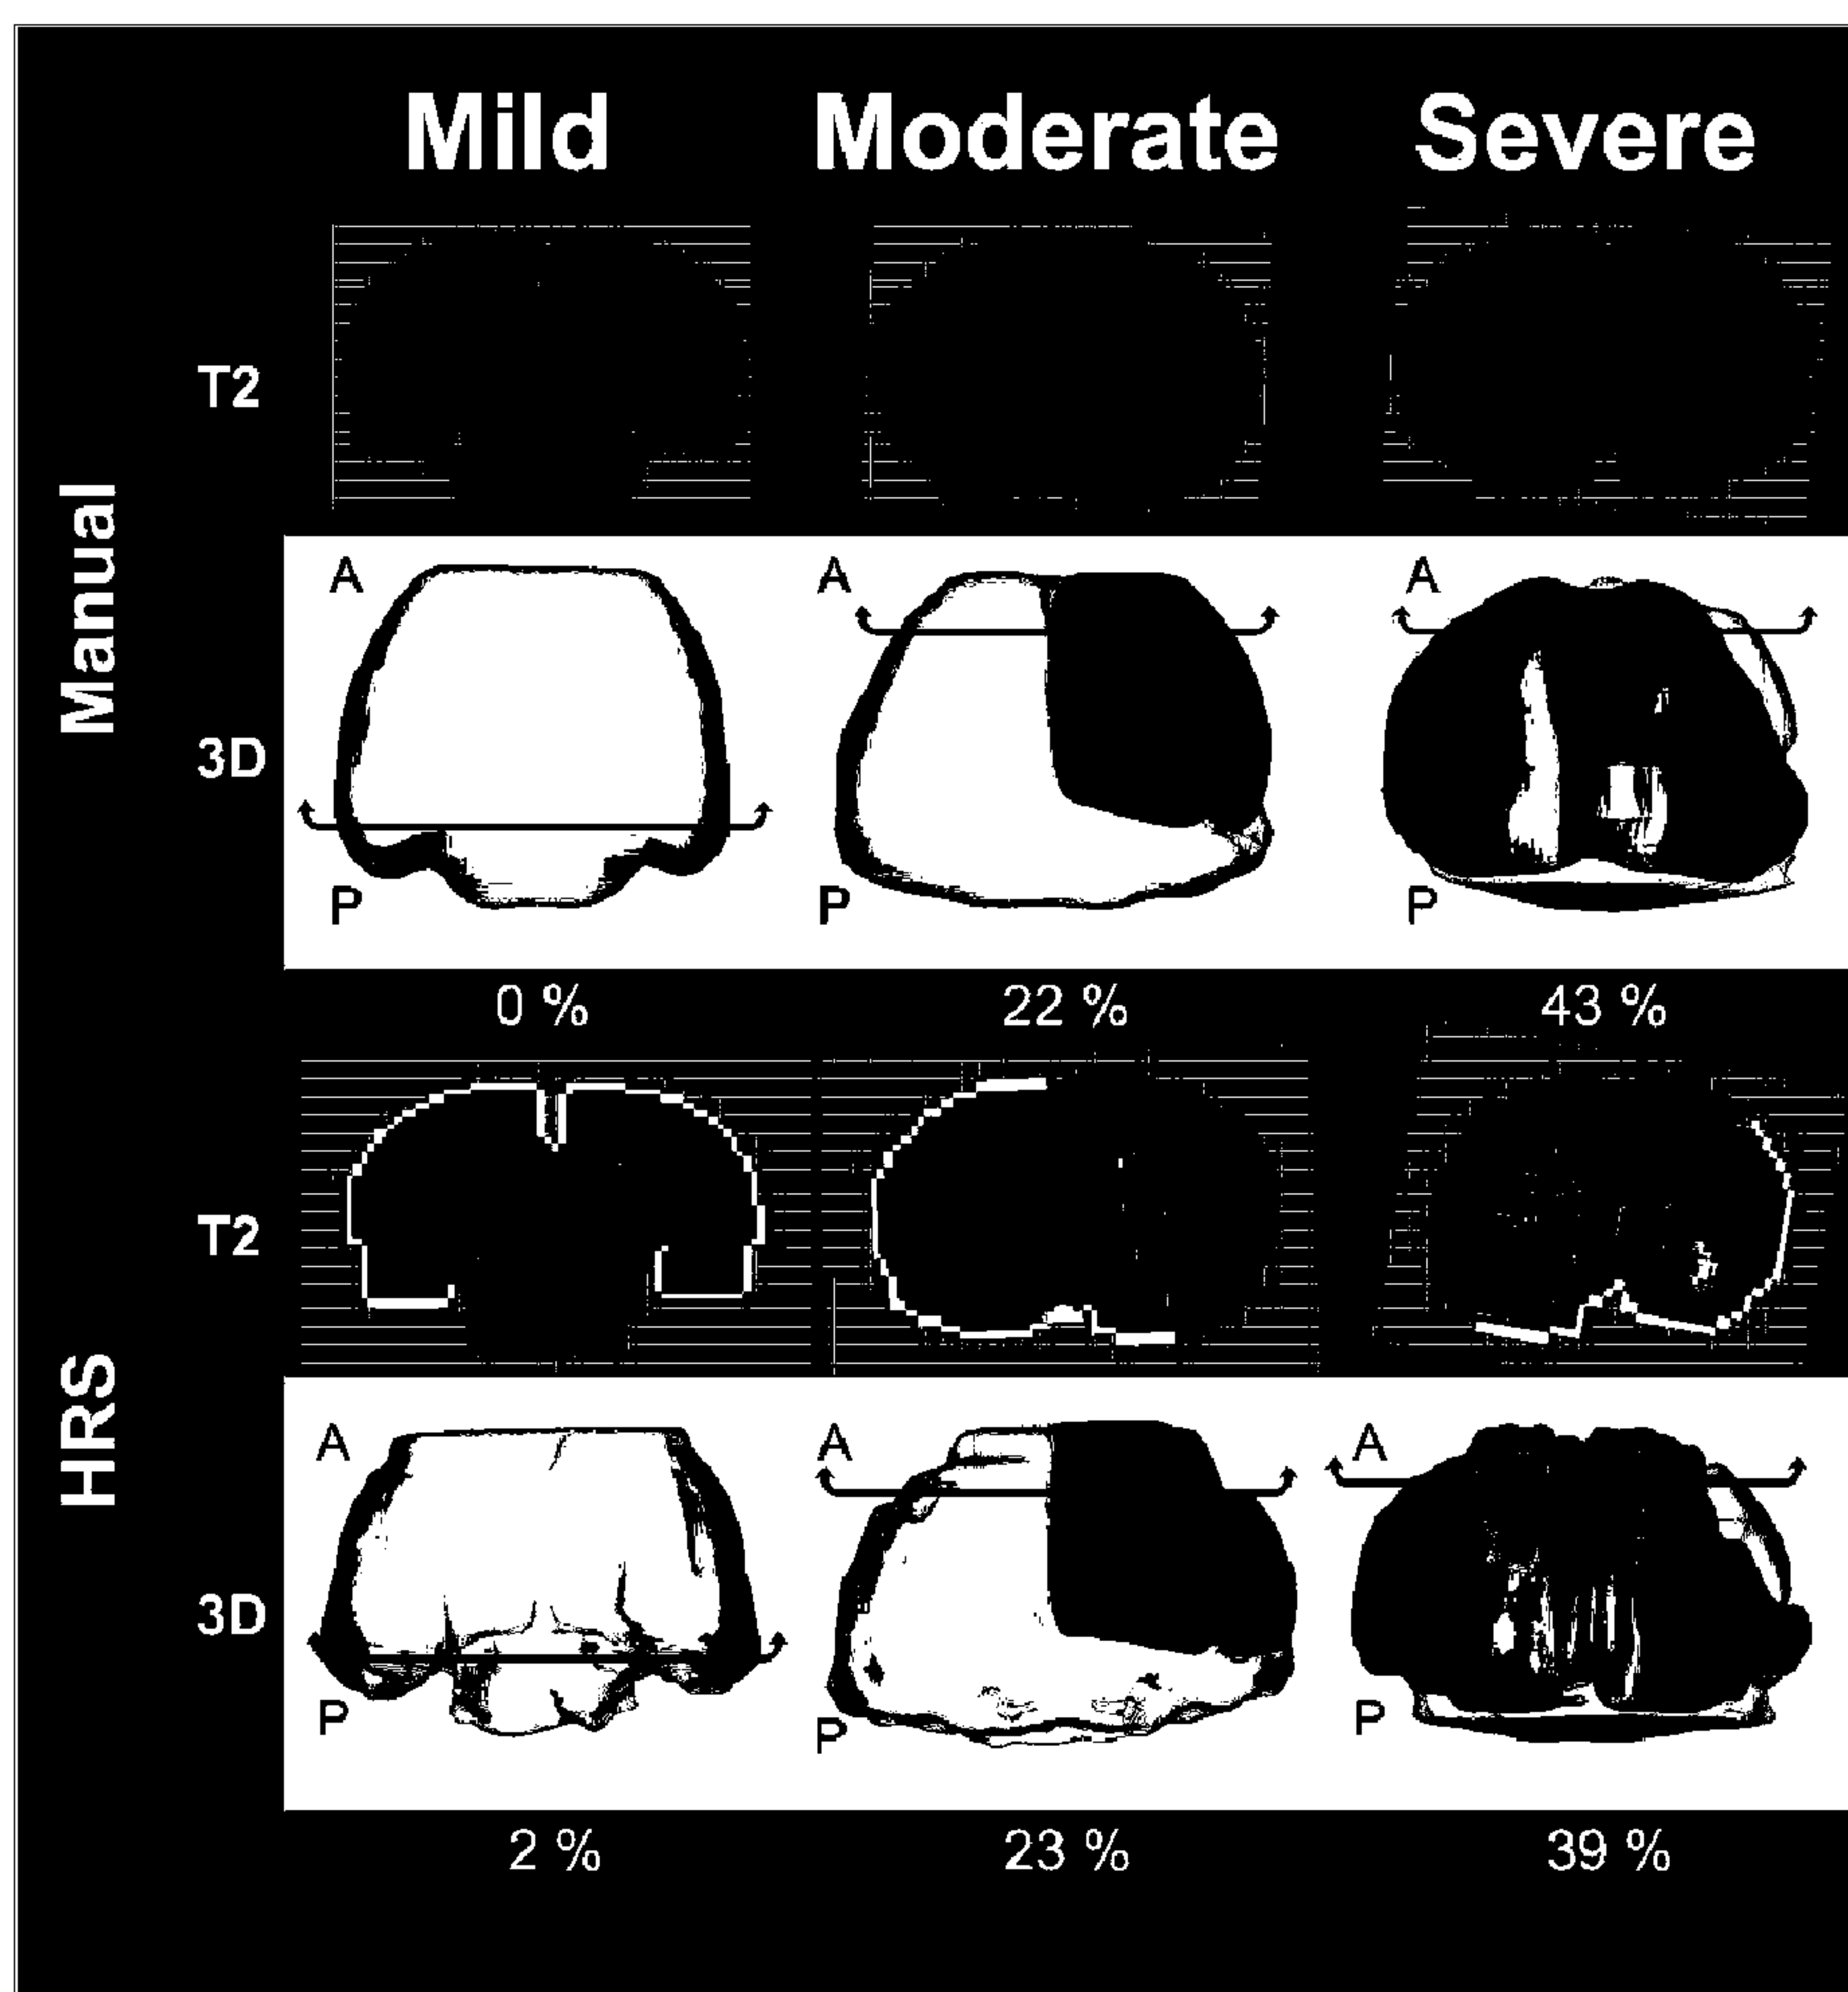 Mild Moderate Severe
Manual
T2
A A A
3D
P P P
0 % 22 % 43 %
HRS
T2
A A A
3D
P P P
2 % 23 % 39 %